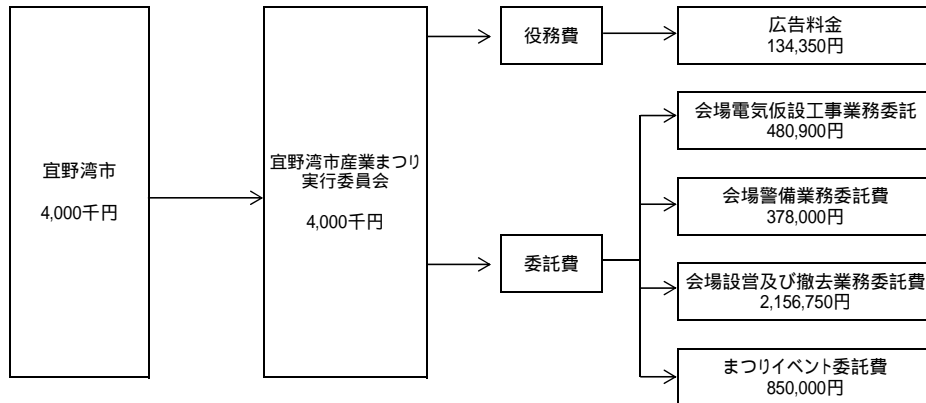 宜野湾市
4,000千円
宜野湾市産業まつり
実行委員会
4,000千円
役務費
広告料金
134,350円
委託費
会場電気仮設工事業務委託
480,900円
会場警備業務委託費
378,000円
会場設営及び撤去業務委託費
2,156,750円
まつりイベント委託費
850,000円